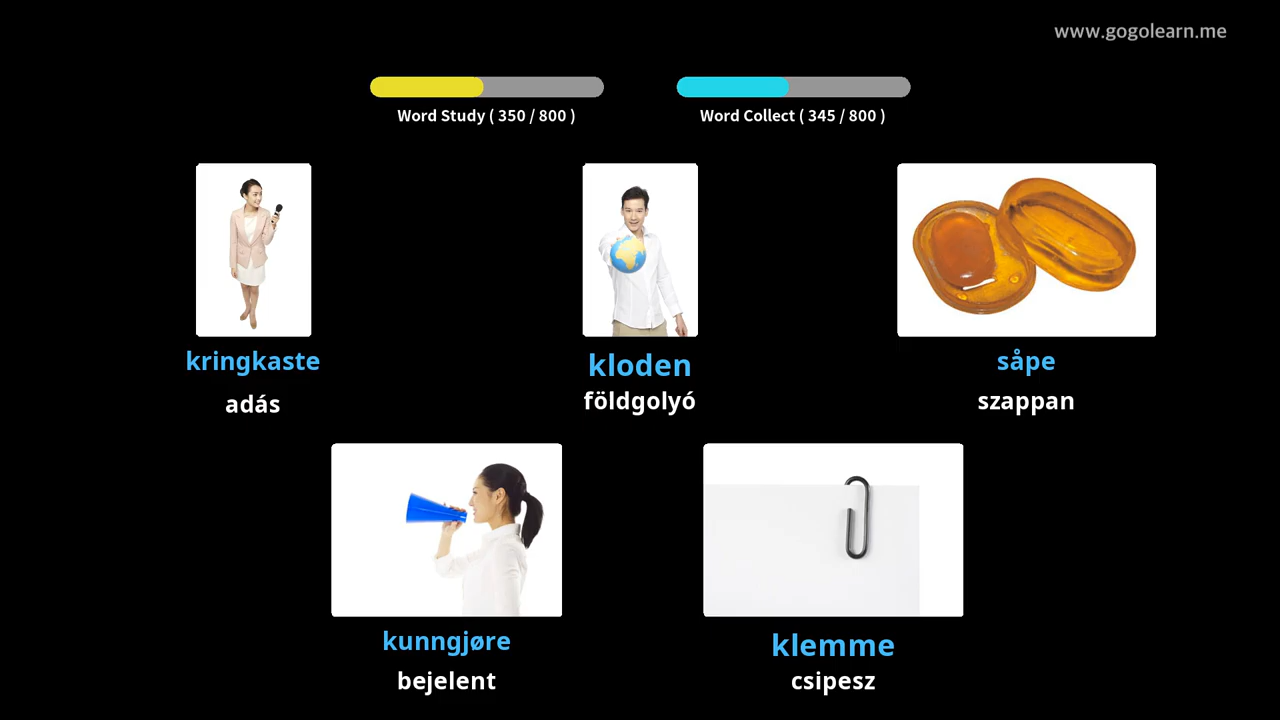 www.gogolearn.me
Word Study ( 350 / 800 )
Word Collect ( 345 / 800 )
kringkaste
adás
kloden
földgolyó
såpe
szappan
kunngjøre
bejelent
klemme
csipesz